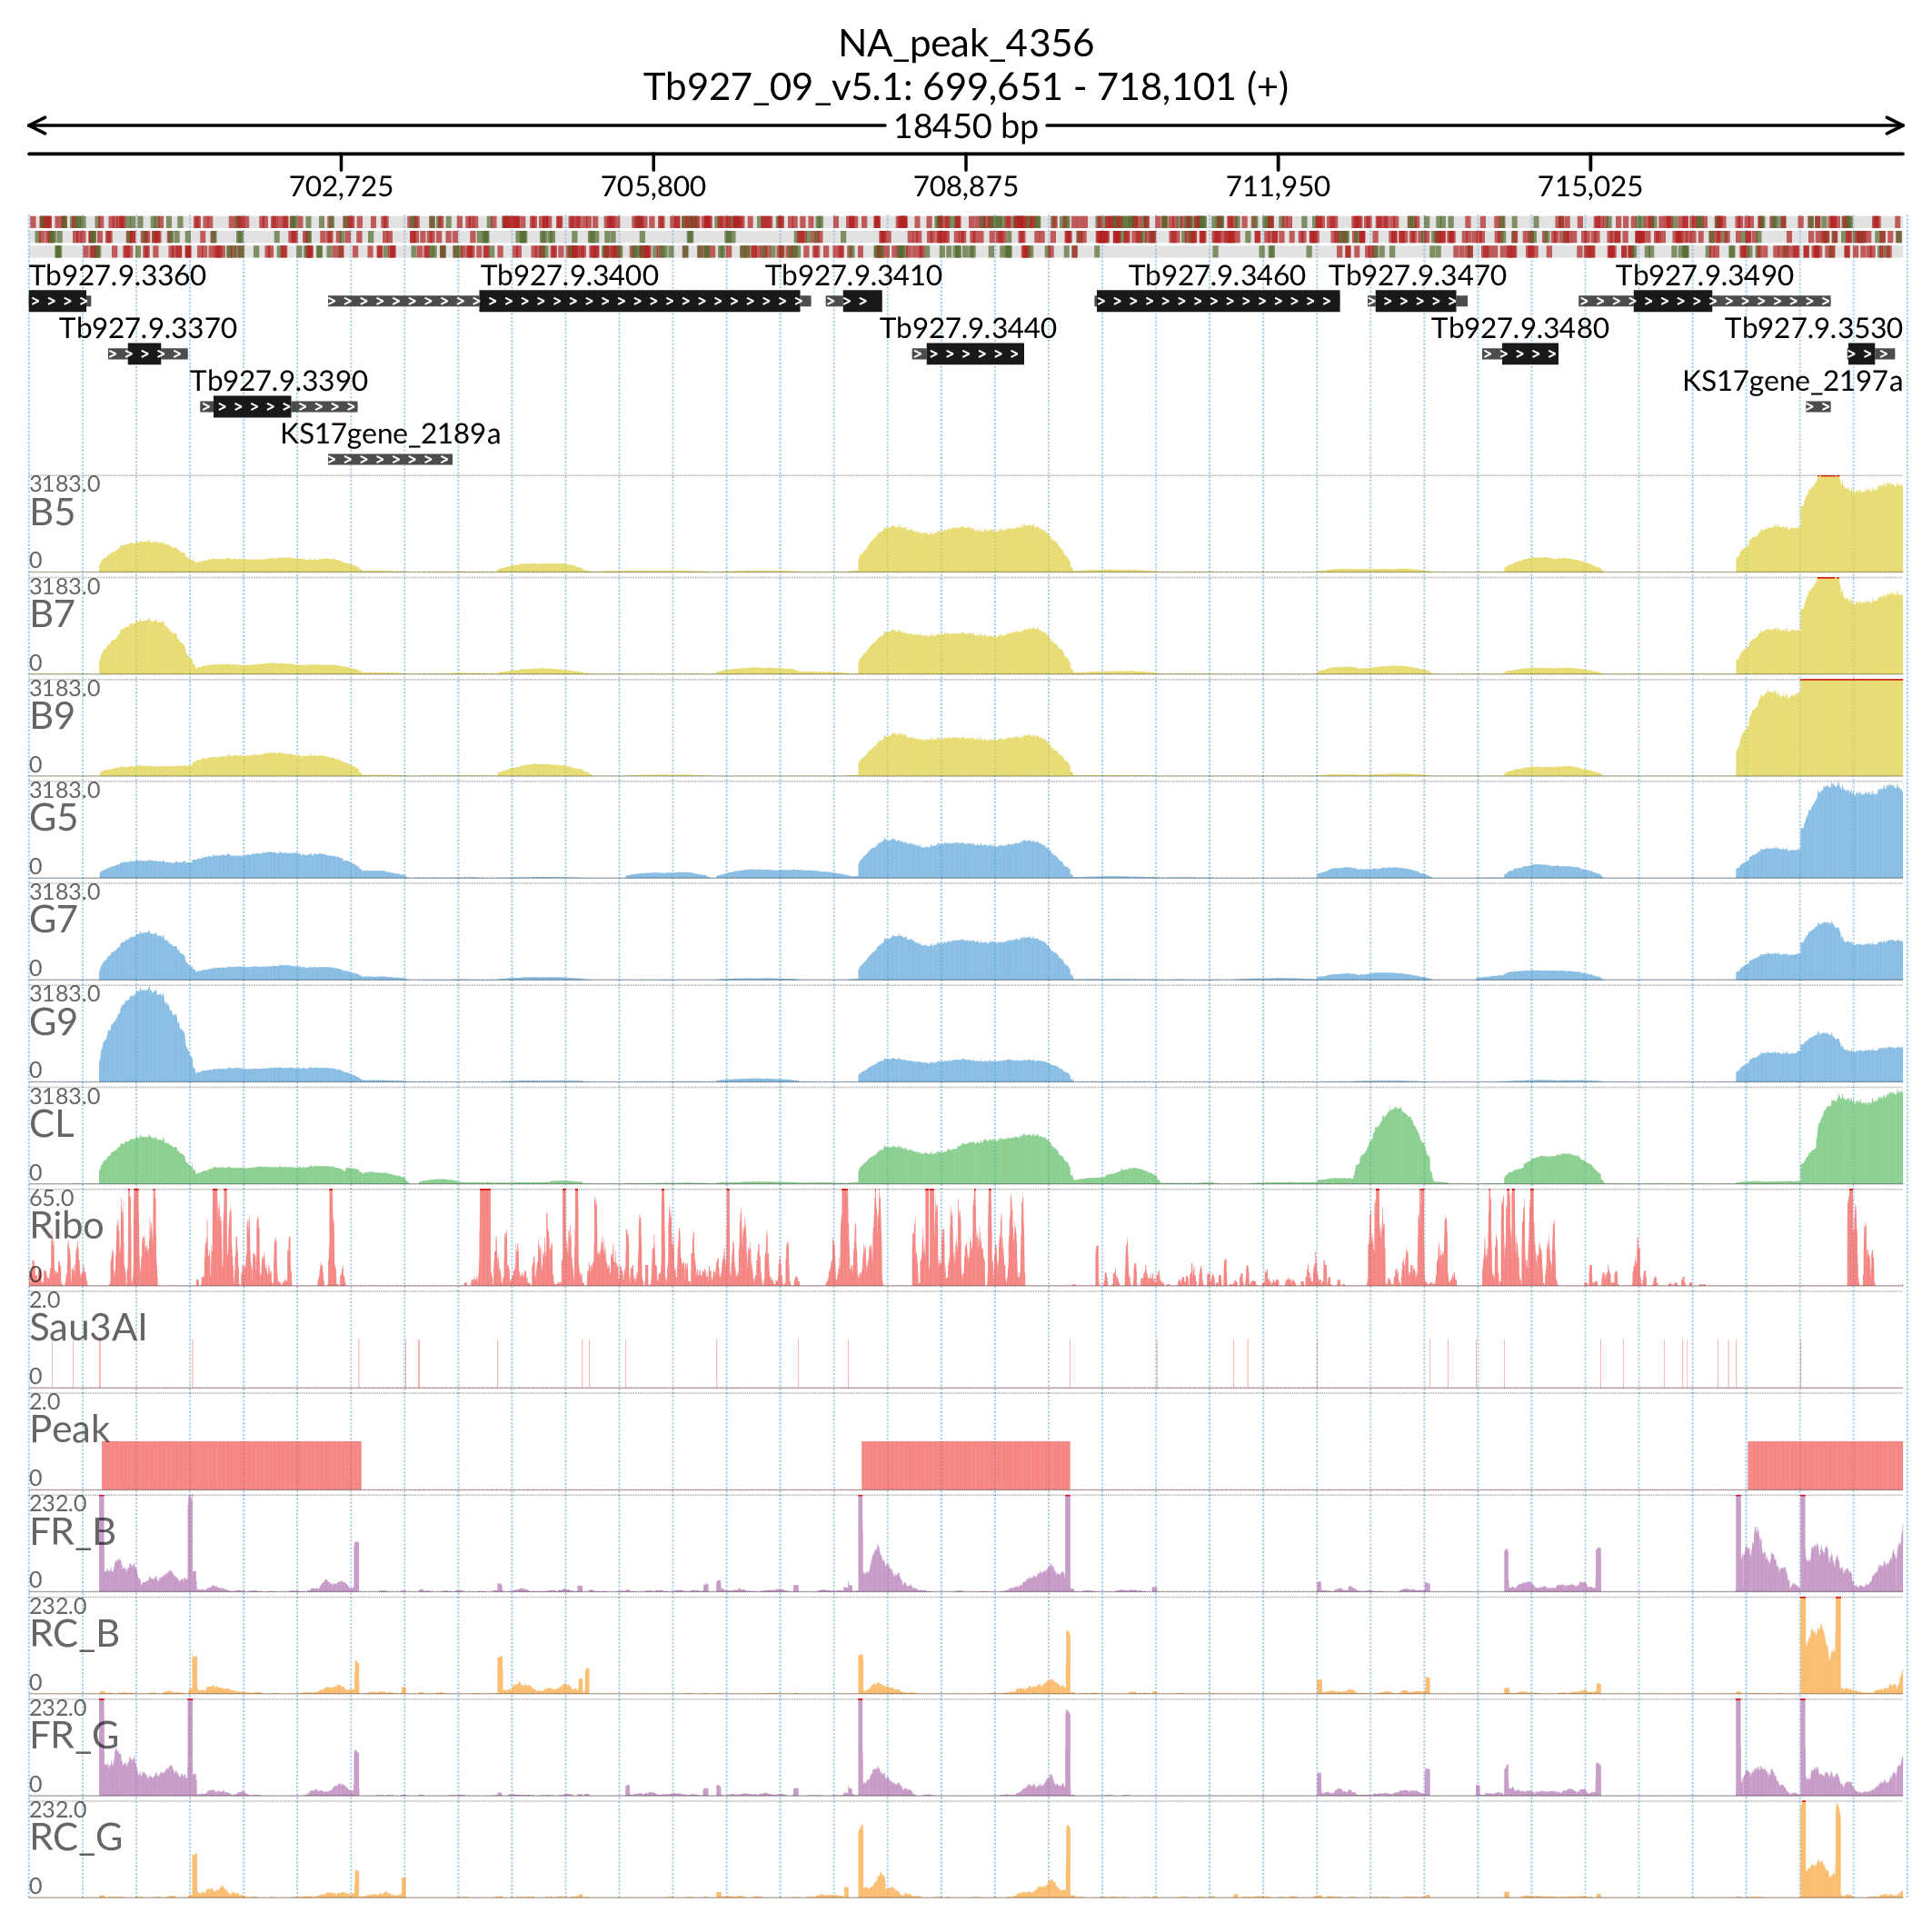 NA_peak_4356
Tb927_09_v5.1: 699,651 - 718,101 (+)
18450 bp
702,725 705,800 708,875 711,950 715,025
Tb927.9.3360 Tb927.9.3400 Tb927.9.3410 Tb927.9.3460 Tb927.9.3470 Tb927.9.3490
Tb927.9.3370 Tb927.9.3440 Tb927.9.3480 Tb927.9.3530
Tb927.9.3390 KS17gene_2197a
KS17gene_2189a
3183.0
B5
0
3183.0
B7
0
3183.0
B9
0
3183.0
G5
0
3183.0
G7
0
3183.0
G9
0
3183.0
CL
0
65.0
Ribo
0
2.0
Sau3AI
0
2.0
Peak
0
232.0
FR_B
0
232.0
RC_B
0
232.0
FR_G
0
232.0
RC_G
0